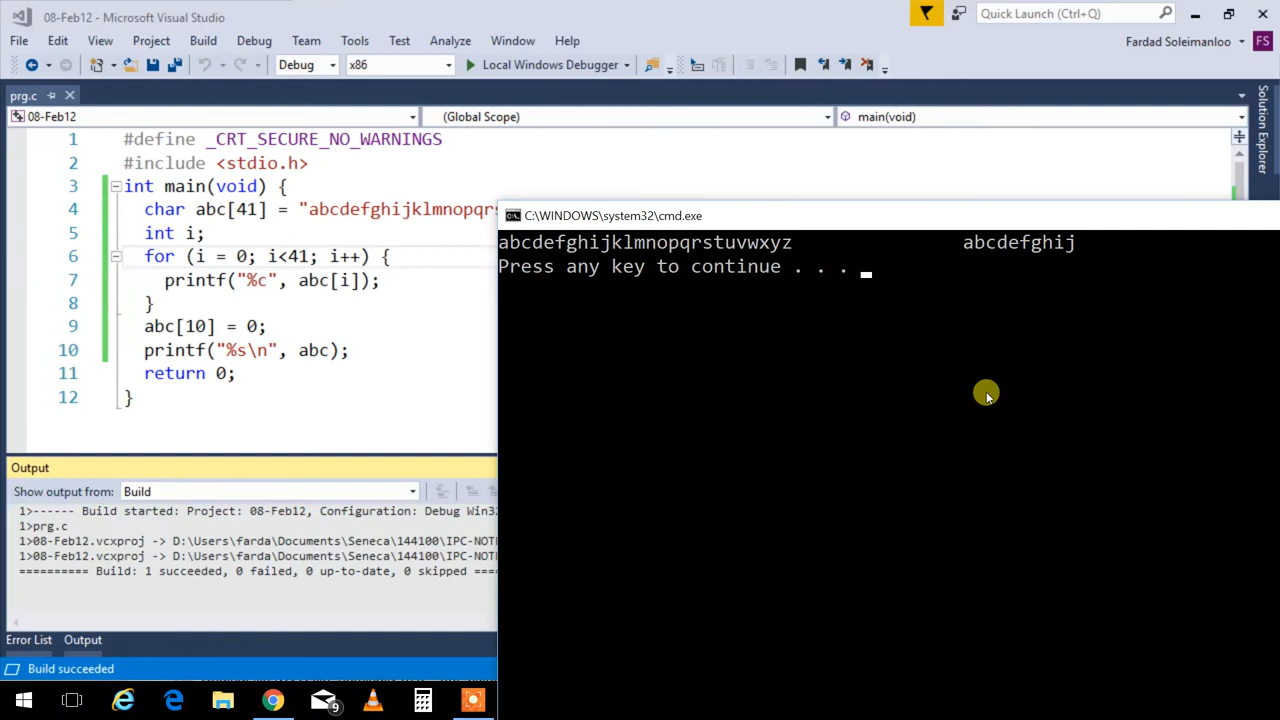 08-Feb12 - Microsoft Visual Studio
Quick Launch (Ctrl+Q)
File Edit View Project Build Debug Team Tools Test Analyze Window Help
Fardad Soleimanloo FS
Debug x86 Local Windows Debugger
prg.c
08-Feb12 (Global Scope) main(void)
Solution Explorer
1 #define _CRT_SECURE_NO_WARNINGS
2 #include <stdio.h>
3 int main(void) {
4 char abc[41] = "abcdefghijklmnopqrs
5 int i;
6 for (i = 0; i<41; i++) {
7 printf("%c", abc[i]);
8 }
9 abc[10] = 0;
10 printf("%s\n", abc);
11 return 0;
12 }
C:\WINDOWS\system32\cmd.exe
abcdefghijklmnopqrstuvwxyz abcdefghij
Press any key to continue . . .
Output
Show output from: Build
1>------ Build started: Project: 08-Feb12, Configuration: Debug Win3
1>prg.c
1>08-Feb12.vcxproj -> D:\Users\farda\Documents\Seneca\144100\IPC-NOT
1>08-Feb12.vcxproj -> D:\Users\farda\Documents\Seneca\144100\IPC-NOT
========== Build: 1 succeeded, 0 failed, 0 up-to-date, 0 skipped ====
Error List Output
Build succeeded
9